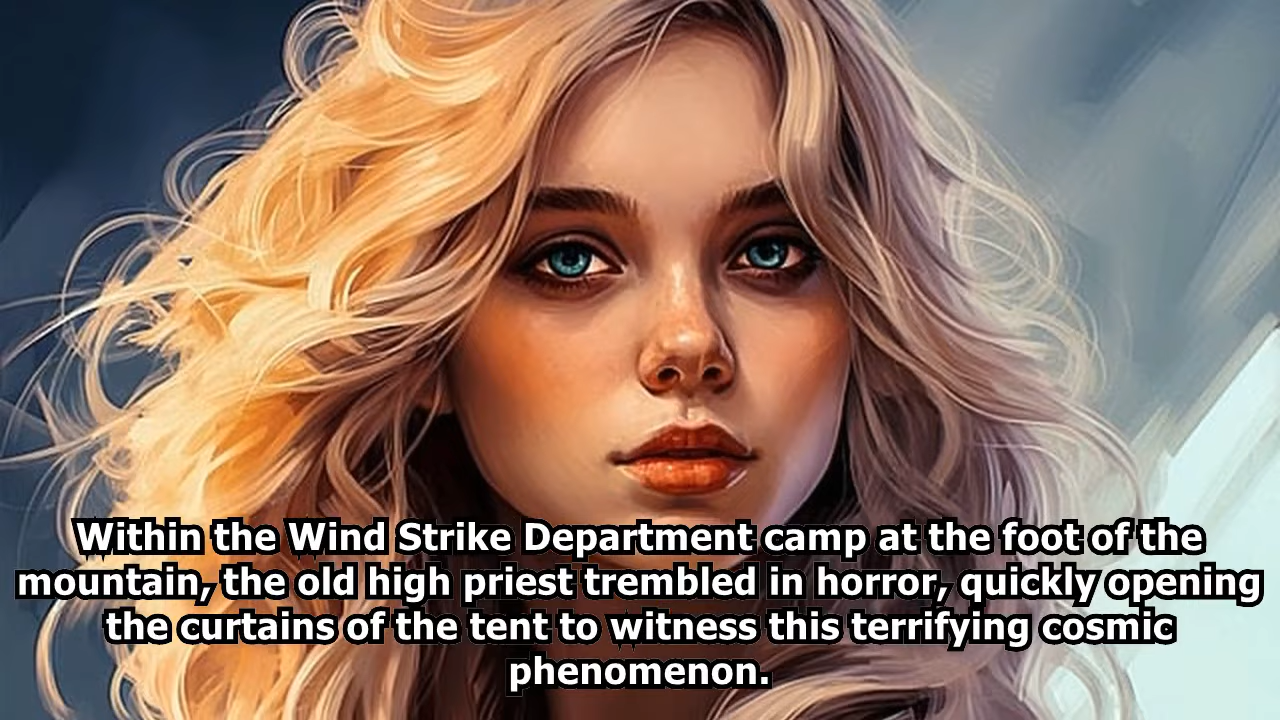 Within the Wind Strike Department camp at the foot of the
mountain, the old high priest trembled in horror, quickly opening
the curtains of the tent to witness this terrifying cosmic
phenomenon.